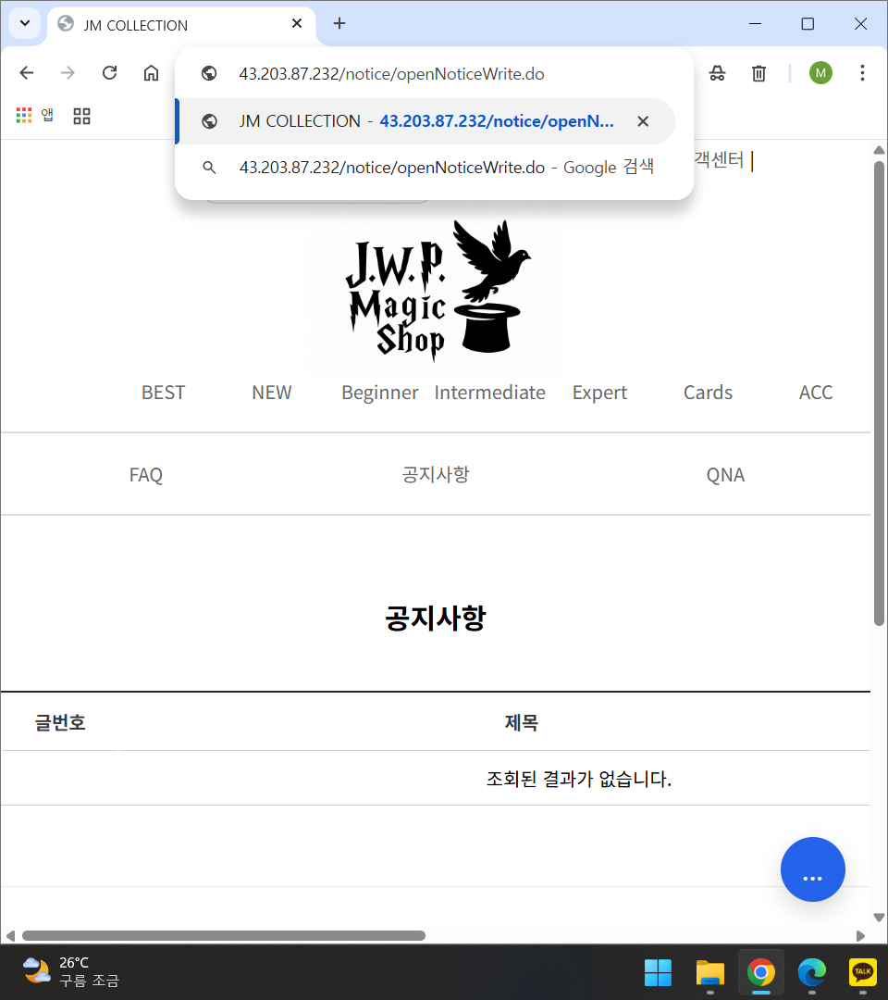 JM COLLECTION
43.203.87.232/notice/openNoticeWrite.do
M
앱
JM COLLECTION - 43.203.87.232/notice/openN...
43.203.87.232/notice/openNoticeWrite.do - Google 검색
객센터 |
J.W.P.
Magic
Shop
BEST NEW Beginner Intermediate Expert Cards ACC
FAQ 공지사항 QNA
공지사항
글번호 제목
조회된 결과가 없습니다.
...
26°C
구름 조금
TALK